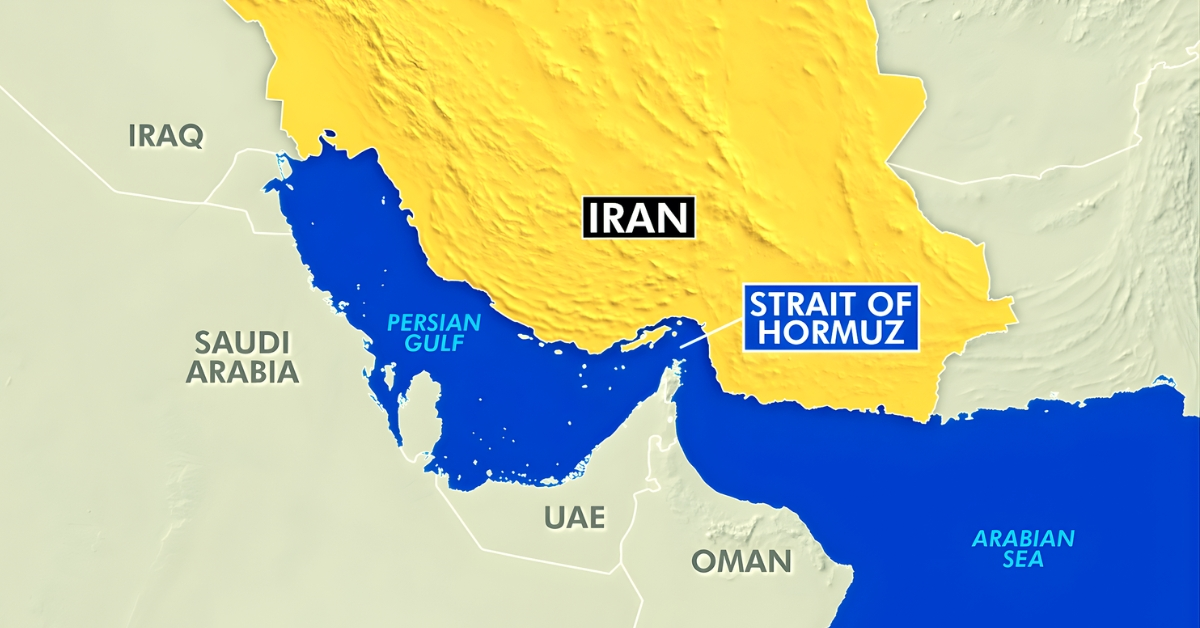 IRAQ
IRAN
STRAIT OF
HORMUZ
PERSIAN
GULF
SAUDI
ARABIA
UAE
OMAN
ARABIAN
SEA